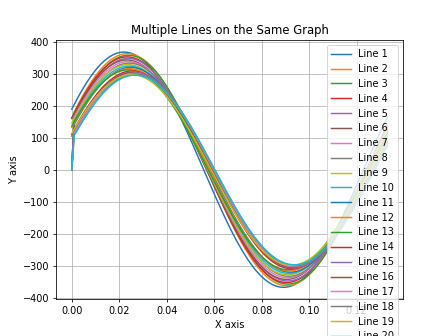 Multiple Lines on the Same Graph
400
300
200
100
0
−100
−200
−300
−400
Y axis
0.00
0.02
0.04
0.06
0.08
0.10
X axis
Line 1
Line 2
Line 3
Line 4
Line 5
Line 6
Line 7
Line 8
Line 9
Line 10
Line 11
Line 12
Line 13
Line 14
Line 15
Line 16
Line 17
Line 18
Line 19